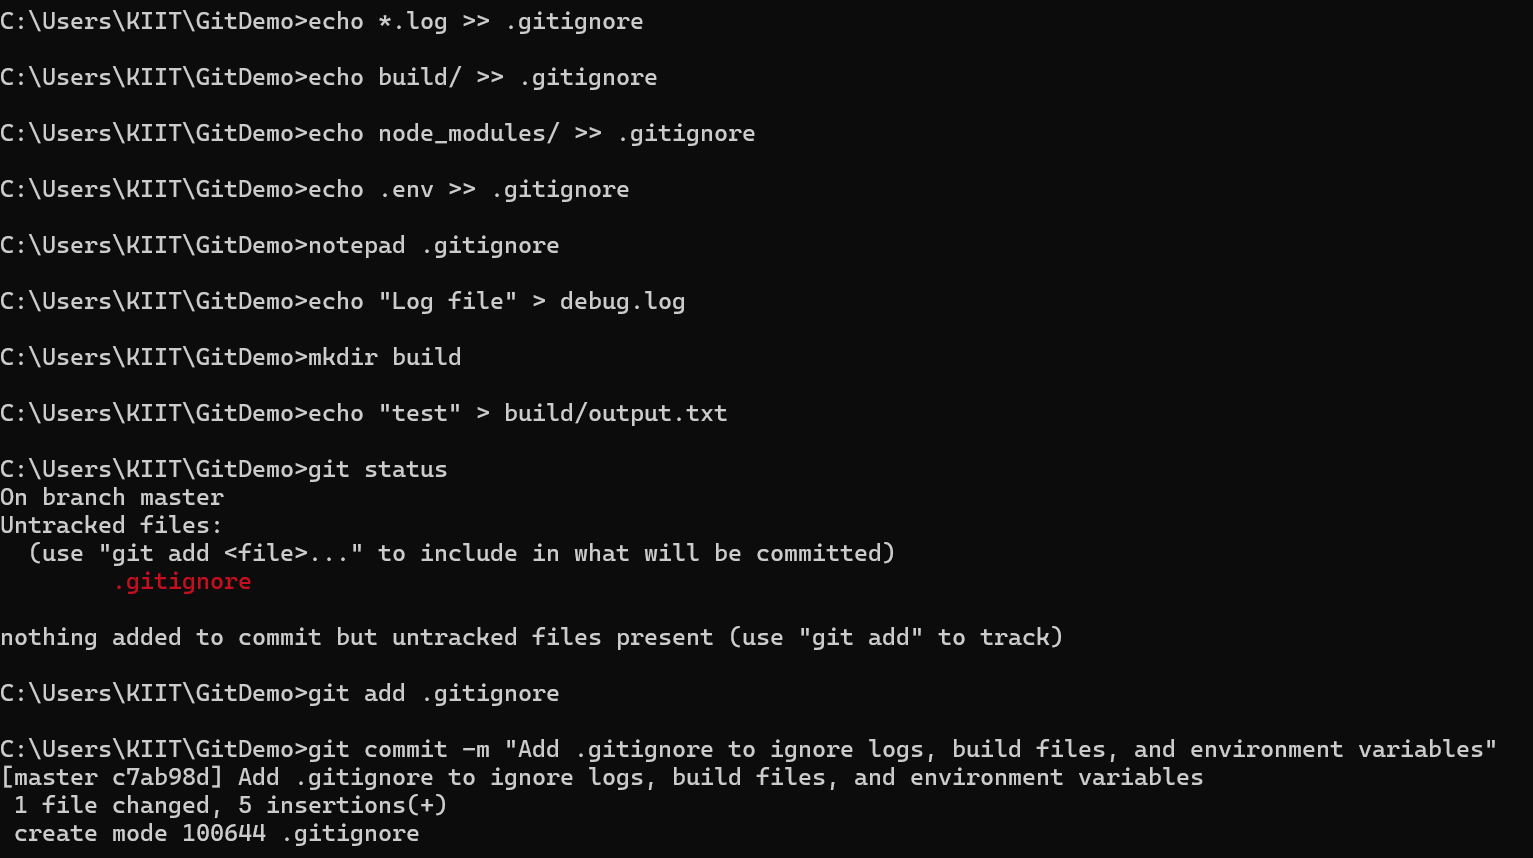 C:\Users\KIIT\GitDemo>echo *.log >> .gitignore
C:\Users\KIIT\GitDemo>echo build/ >> .gitignore
C:\Users\KIIT\GitDemo>echo node_modules/ >> .gitignore
C:\Users\KIIT\GitDemo>echo .env >> .gitignore
C:\Users\KIIT\GitDemo>notepad .gitignore
C:\Users\KIIT\GitDemo>echo "Log file" > debug.log
C:\Users\KIIT\GitDemo>mkdir build
C:\Users\KIIT\GitDemo>echo "test" > build/output.txt
C:\Users\KIIT\GitDemo>git status
On branch master
Untracked files:
  (use "git add <file>..." to include in what will be committed)
        .gitignore
nothing added to commit but untracked files present (use "git add" to track)
C:\Users\KIIT\GitDemo>git add .gitignore
C:\Users\KIIT\GitDemo>git commit -m "Add .gitignore to ignore logs, build files, and environment variables"
[master c7ab98d] Add .gitignore to ignore logs, build files, and environment variables
 1 file changed, 5 insertions(+)
 create mode 100644 .gitignore